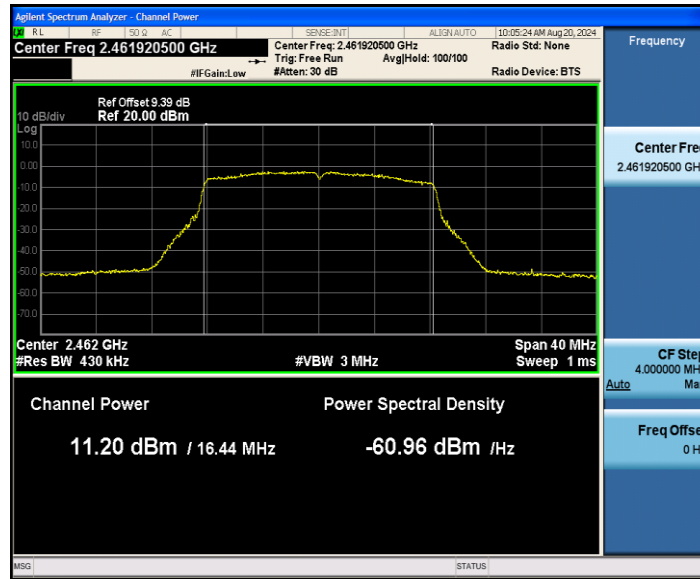 Agilent Spectrum Analyzer - Channel Power
LXI RL RF 50 Ω AC SENSE:INT ALIGN AUTO 10:05:24 AM Aug 20, 2024
Center Freq 2.461920500 GHz
Center Freq: 2.461920500 GHz
Radio Std: None
Trig: Free Run Avg|Hold: 100/100
#IFGain:Low
#Atten: 30 dB
Radio Device: BTS
Ref Offset 9.39 dB
10 dB/div Ref 20.00 dBm
Log
10.0
0.00
-10.0
-20.0
-30.0
-40.0
-50.0
-60.0
-70.0
Center 2.462 GHz Span 40 MHz
#Res BW 430 kHz #VBW 3 MHz Sweep 1 ms
Channel Power Power Spectral Density
11.20 dBm / 16.44 MHz -60.96 dBm /Hz
MSG STATUS
Frequency
Center Fre
2.461920500 GH
CF Step
4.000000 MH
Auto Ma
Freq Offse
0 H